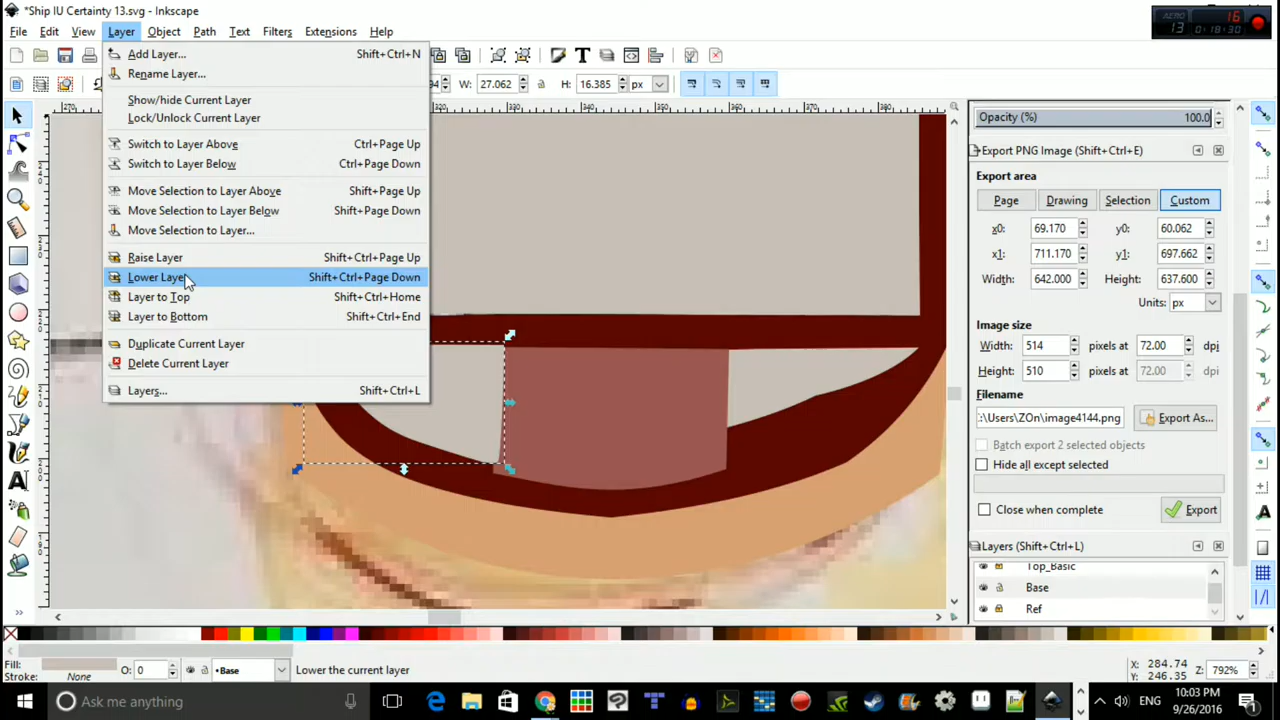 *Ship IU Certainty 13.svg - Inkscape
16
0:18:30
File Edit View Layer Object Path Text Filters Extensions Help
Add Layer... Shift+Ctrl+N
Rename Layer...
Show/hide Current Layer
Lock/Unlock Current Layer
Switch to Layer Above Ctrl+Page Up
Switch to Layer Below Ctrl+Page Down
Move Selection to Layer Above Shift+Page Up
Move Selection to Layer Below Shift+Page Down
Move Selection to Layer...
Raise Layer Shift+Ctrl+Page Up
Lower Layer Shift+Ctrl+Page Down
Layer to Top Shift+Ctrl+Home
Layer to Bottom Shift+Ctrl+End
Duplicate Current Layer
Delete Current Layer
Layers... Shift+Ctrl+L
W: 27.062 H: 16.385 px
Opacity (%) 100.0
Export PNG Image (Shift+Ctrl+E)
Export area
Page Drawing Selection Custom
x0: 69.170 y0: 60.062
x1: 711.170 y1: 697.662
Width: 642.000 Height: 637.600
Units: px
Image size
Width: 514 pixels at 72.00 dpi
Height: 510 pixels at 72.00 dpi
Filename
:\Users\ZOn\image4144.png Export As...
Batch export 2 selected objects
Hide all except selected
Close when complete Export
Layers (Shift+Ctrl+L)
Top_Basic
Base
Ref
Fill:
Stroke: None
O: 0
•Base
Lower the current layer
X: 284.74
Y: 246.35
Z: 792%
Ask me anything
ENG
10:03 PM
9/26/2016